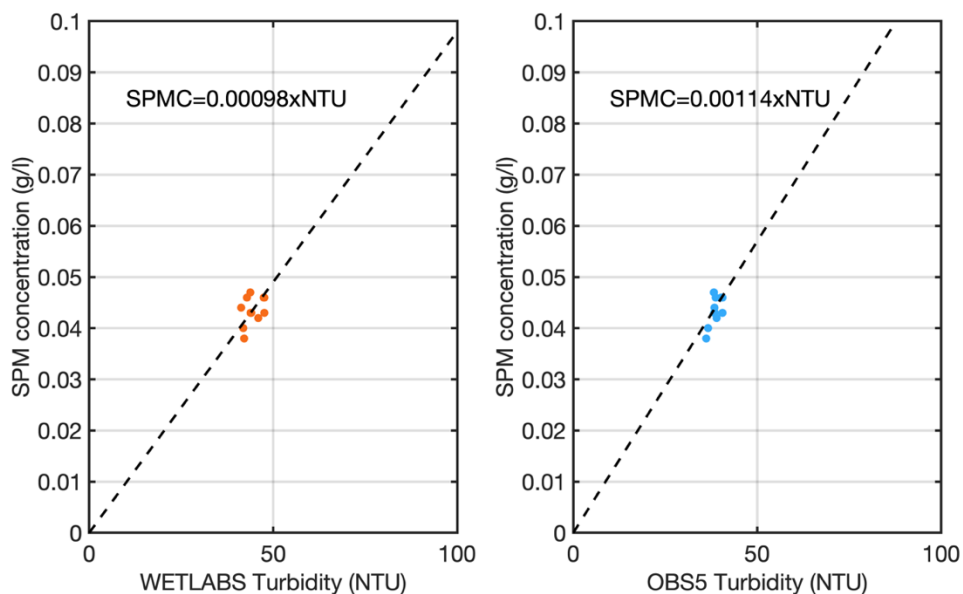 SPM concentration (g/l)
0.1
0.09
0.08
0.07
0.06
0.05
0.04
0.03
0.02
0.01
0
SPMC=0.00098xNTU
0 50 100
WETLABS Turbidity (NTU)
SPM concentration (g/l)
0.1
0.09
0.08
0.07
0.06
0.05
0.04
0.03
0.02
0.01
0
SPMC=0.00114xNTU
0 50 100
OBS5 Turbidity (NTU)